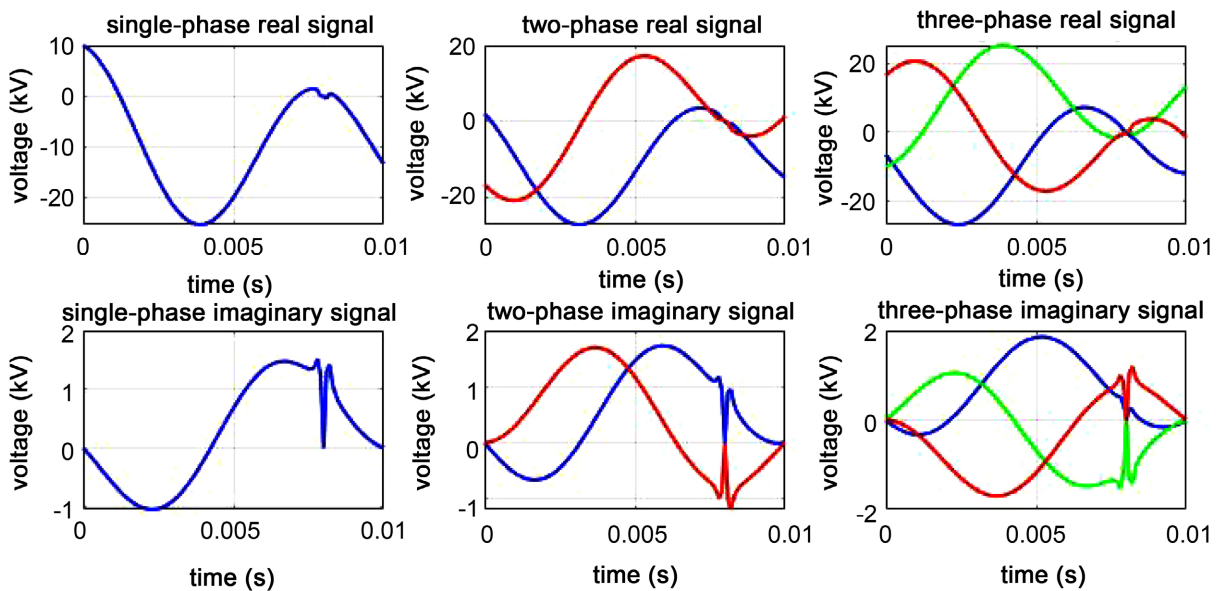 single-phase real signal
10
0
-10
-20
voltage (kV)
0 0.005 0.01
time (s)
two-phase real signal
20
0
-20
voltage (kV)
0 0.005 0.01
time (s)
three-phase real signal
20
0
-20
voltage (kV)
0 0.005 0.01
time (s)
single-phase imaginary signal
2
1
0
-1
voltage (kV)
0 0.005 0.01
time (s)
two-phase imaginary signal
2
1
0
-1
voltage (kV)
0 0.005 0.01
time (s)
three-phase imaginary signal
2
0
-2
voltage (kV)
0 0.005 0.01
time (s)